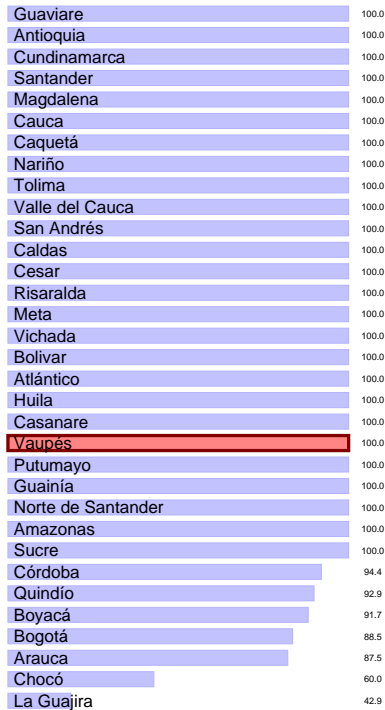 Guaviare 100.0
Antioquia 100.0
Cundinamarca 100.0
Santander 100.0
Magdalena 100.0
Cauca 100.0
Caquetá 100.0
Nariño 100.0
Tolima 100.0
Valle del Cauca 100.0
San Andrés 100.0
Caldas 100.0
Cesar 100.0
Risaralda 100.0
Meta 100.0
Vichada 100.0
Bolivar 100.0
Atlántico 100.0
Huila 100.0
Casanare 100.0
Vaupés 100.0
Putumayo 100.0
Guainía 100.0
Norte de Santander 100.0
Amazonas 100.0
Sucre 100.0
Córdoba 94.4
Quindío 92.9
Boyacá 91.7
Bogotá 88.5
Arauca 87.5
Chocó 60.0
La Guajira 42.9